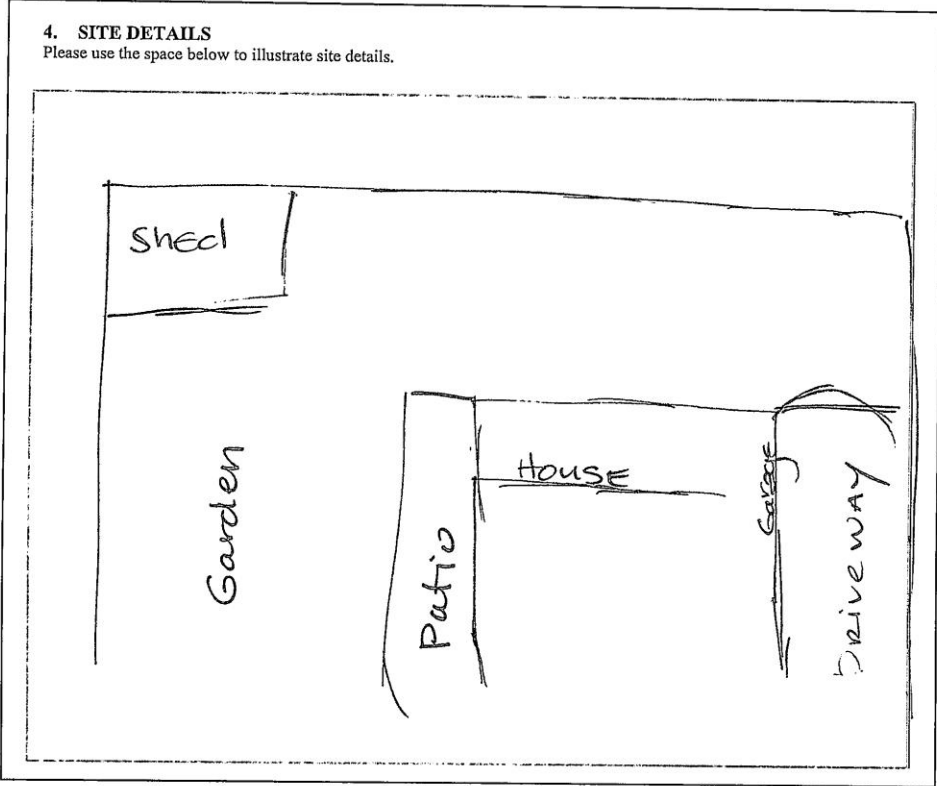 4. SITE DETAILS
Please use the space below to illustrate site details.
Shed
House
Garage
Garden
Patio
Driveway